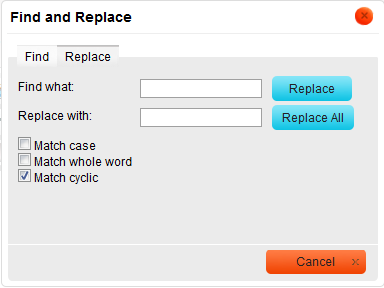 Find and Replace
Find Replace
Find what: Replace
Replace with: Replace All
Match case
Match whole word
Match cyclic
Cancel x